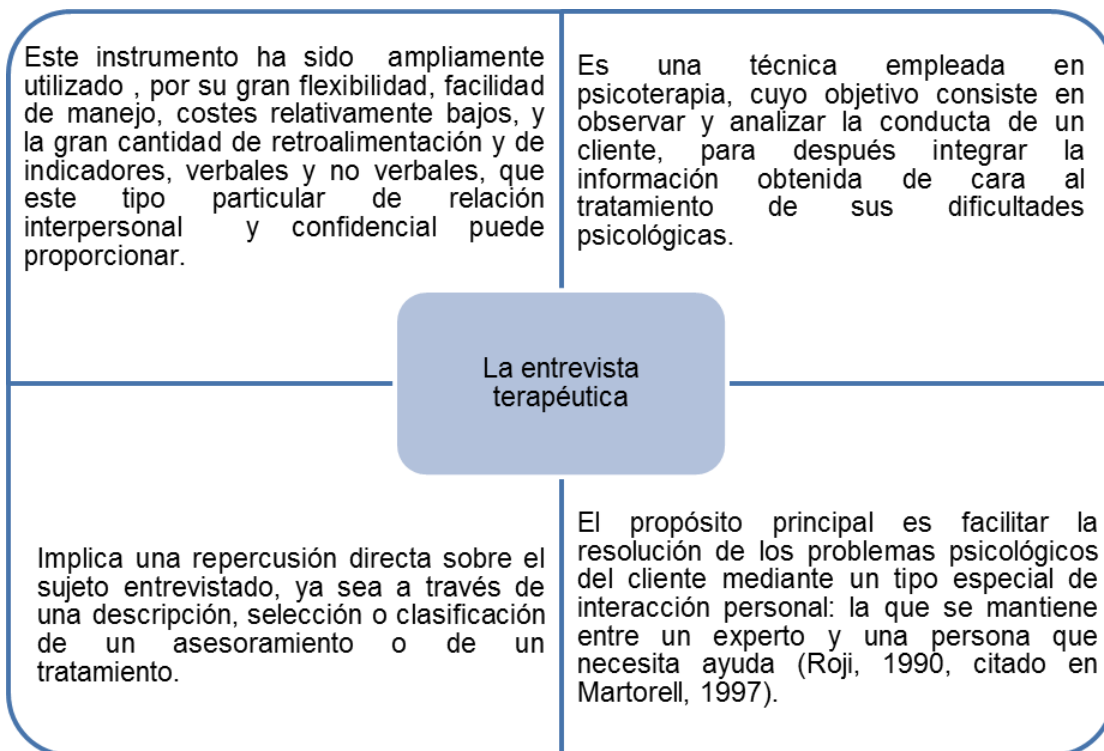 Este instrumento ha sido ampliamente
utilizado , por su gran flexibilidad, facilidad
de manejo, costes relativamente bajos, y
la gran cantidad de retroalimentación y de
indicadores, verbales y no verbales, que
este tipo particular de relación
interpersonal y confidencial puede
proporcionar.
Es una técnica empleada en
psicoterapia, cuyo objetivo consiste en
observar y analizar la conducta de un
cliente, para después integrar la
información obtenida de cara al
tratamiento de sus dificultades
psicológicas.
La entrevista
terapéutica
Implica una repercusión directa sobre el
sujeto entrevistado, ya sea a través de
una descripción, selección o clasificación
de un asesoramiento o de un
tratamiento.
El propósito principal es facilitar la
resolución de los problemas psicológicos
del cliente mediante un tipo especial de
interacción personal: la que se mantiene
entre un experto y una persona que
necesita ayuda (Roji, 1990, citado en
Martorell, 1997).